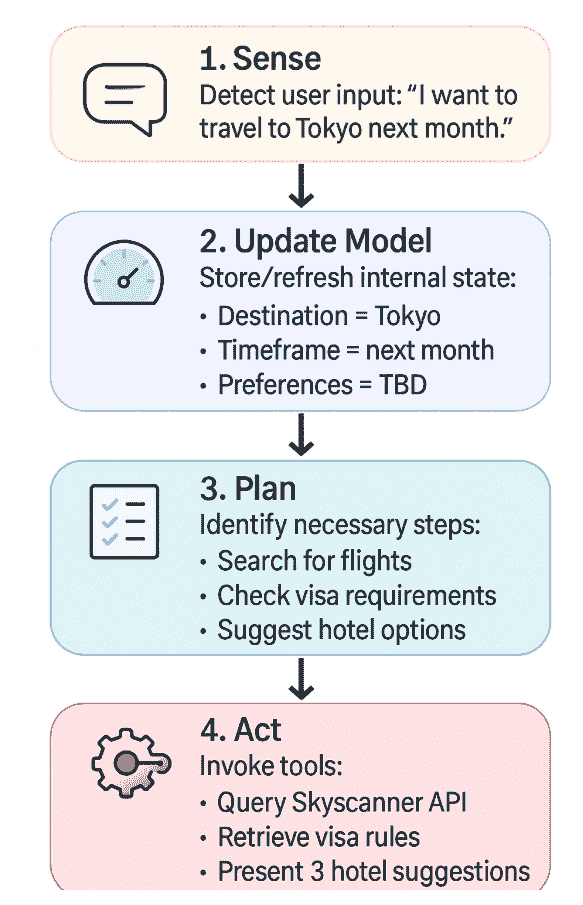 1. Sense
Detect user input: “I want to
travel to Tokyo next month.”
2. Update Model
Store/refresh internal state:
• Destination = Tokyo
• Timeframe = next month
• Preferences = TBD
3. Plan
Identify necessary steps:
• Search for flights
• Check visa requirements
• Suggest hotel options
4. Act
Invoke tools:
• Query Skyscanner API
• Retrieve visa rules
• Present 3 hotel suggestions